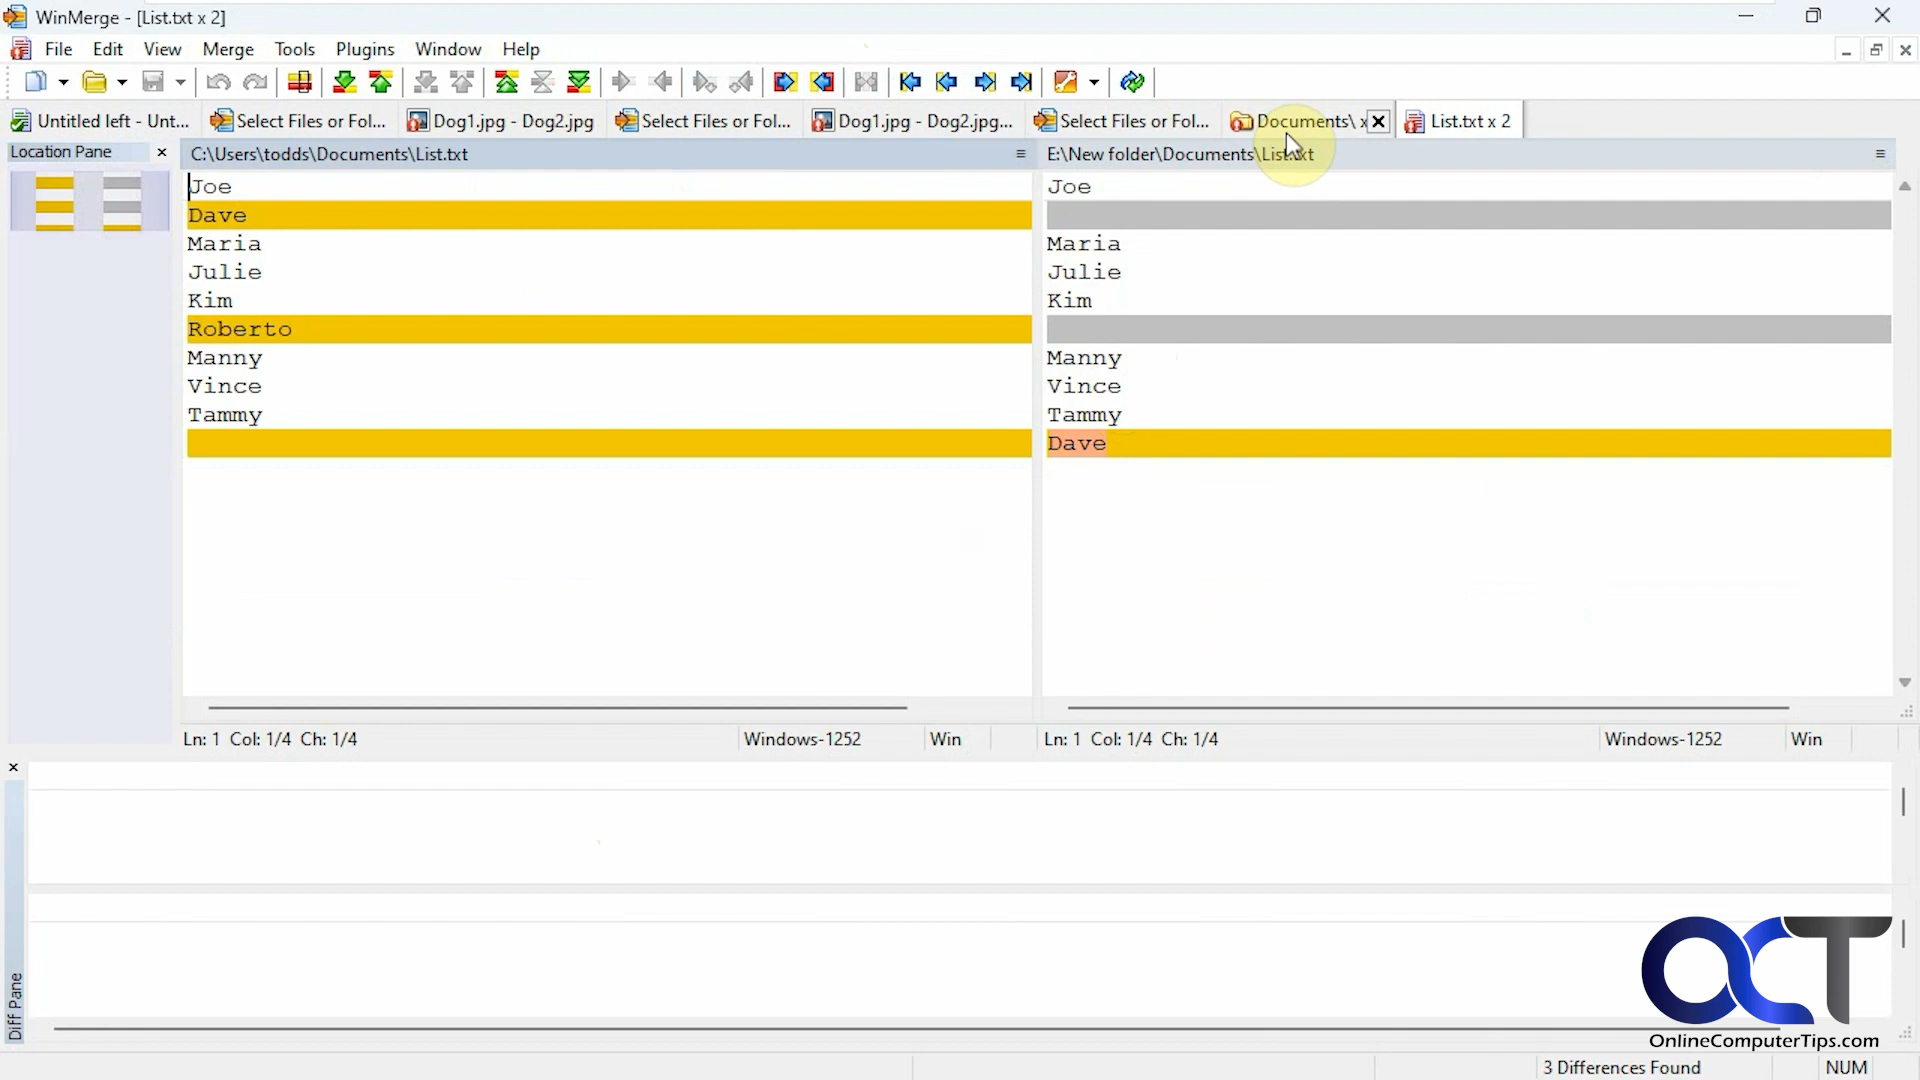 WinMerge - [List.txt x 2]
File Edit View Merge Tools Plugins Window Help
Untitled left - Unt... Select Files or Fol... Dog1.jpg - Dog2.jpg Select Files or Fol... Dog1.jpg - Dog2.jpg... Select Files or Fol... Documents\ x List.txt x 2
Location Pane
C:\Users\todds\Documents\List.txt
Joe
Dave
Maria
Julie
Kim
Roberto
Manny
Vince
Tammy
E:\New folder\Documents\List.txt
Joe
Maria
Julie
Kim
Manny
Vince
Tammy
Dave
Ln: 1 Col: 1/4 Ch: 1/4 Windows-1252 Win
Ln: 1 Col: 1/4 Ch: 1/4 Windows-1252 Win
Diff Pane
OCT
OnlineComputerTips.com
3 Differences Found NUM